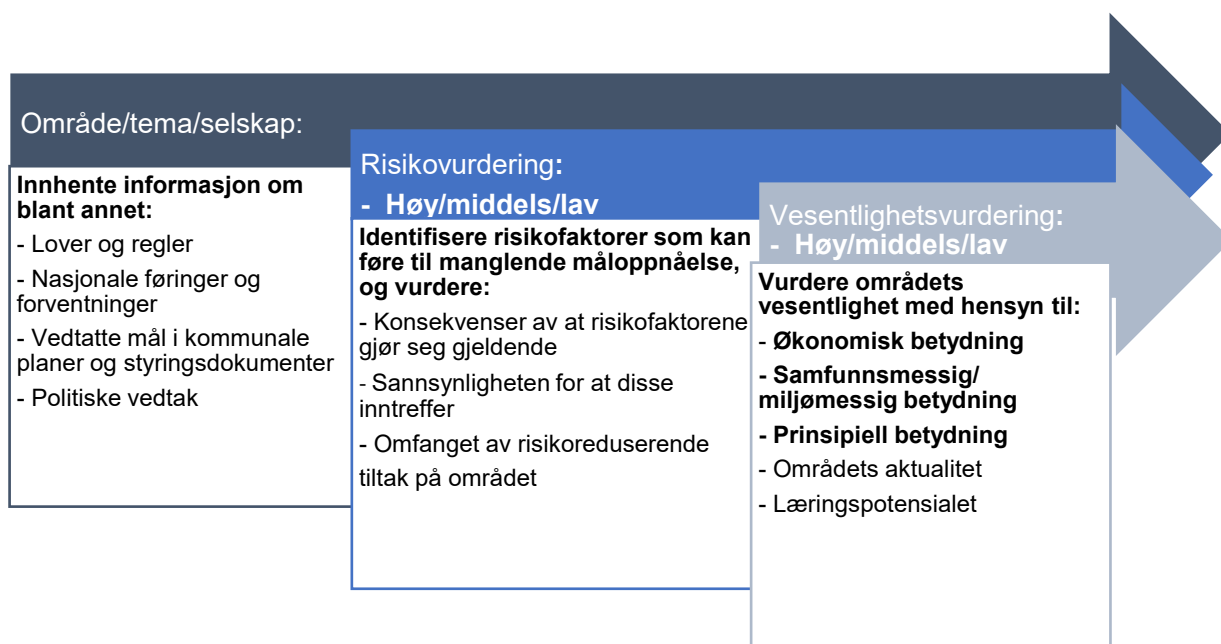 Område/tema/selskap:
Innhente informasjon om
blant annet:
- Lover og regler
- Nasjonale føringer og
forventninger
- Vedtatte mål i kommunale
planer og styringsdokumenter
- Politiske vedtak
Risikovurdering:
- Høy/middels/lav
Identifisere risikofaktorer som kan
føre til manglende måloppnåelse,
og vurdere:
- Konsekvenser av at risikofaktorene
gjør seg gjeldende
- Sannsynligheten for at disse
inntreffer
- Omfanget av risikoreduserende
tiltak på området
Vesentlighetsvurdering:
- Høy/middels/lav
Vurdere områdets
vesentlighet med hensyn til:
- Økonomisk betydning
- Samfunnsmessig/
miljømessig betydning
- Prinsipiell betydning
- Områdets aktualitet
- Læringspotensialet